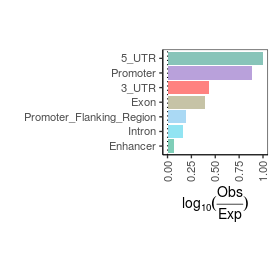 5_UTR
Promoter
3_UTR
Exon
Promoter_Flanking_Region
Intron
Enhancer
0.00 0.25 0.50 0.75 1.00
log10(Obs/Exp)